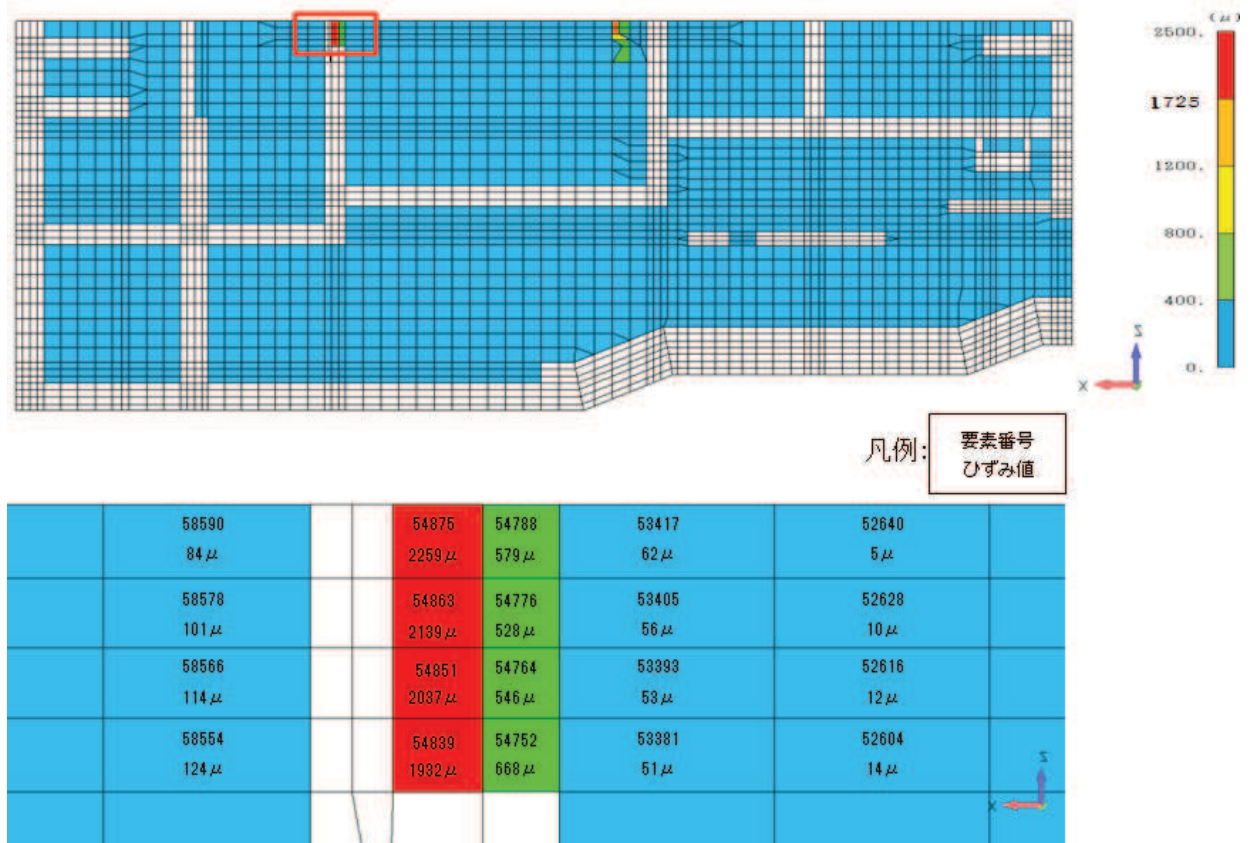 (μ)
2500.
1725
1200.
800.
400.
0.
Z
X
凡例:
要素番号
ひずみ値
58590 54875 54788 53417 52640
84μ 2259μ 579μ 62μ 5μ
58578 54863 54776 53405 52628
101μ 2139μ 528μ 56μ 10μ
58566 54851 54764 53393 52616
114μ 2037μ 546μ 53μ 12μ
58554 54839 54752 53381 52604
124μ 1932μ 668μ 51μ 14μ
Z
X